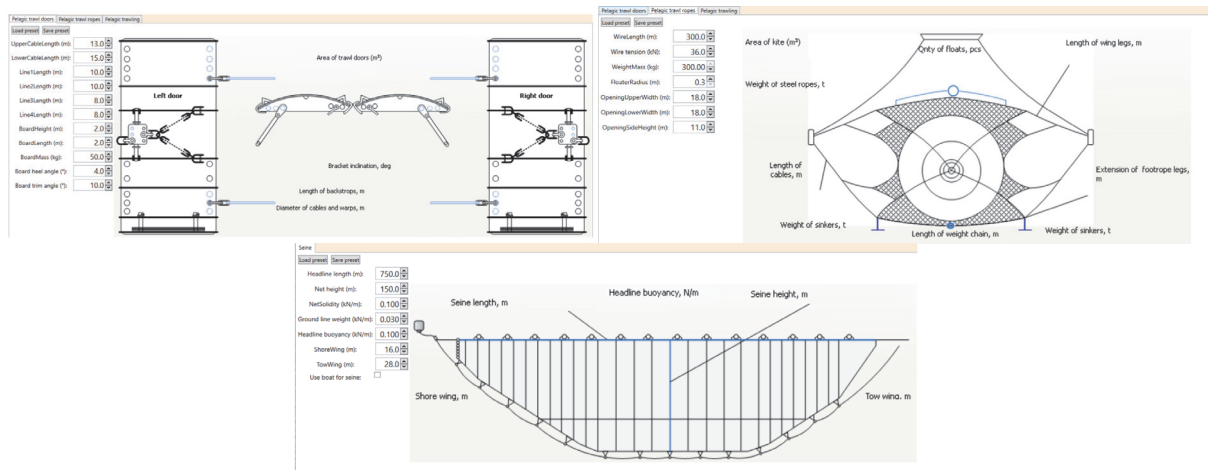 Pelagic trawl doors Pelagic trawl ropes Pelagic trawling
Load preset Save preset
UpperCableLength (m): 13.0
LowerCableLength (m): 15.0
Line1Length (m): 10.0
Line2Length (m): 10.0
Line3Length (m): 8.0
Line4Length (m): 8.0
BoardHeight (m): 2.0
BoardLength (m): 2.0
BoardMass (kg): 50.0
Board heel angle (°): 4.0
Board trim angle (°): 10.0
Area of trawl doors (m³)
Left door
Right door
Bracket inclination, deg
Length of backstrops, m
Diameter of cables and warps, m
Pelagic trawl doors Pelagic trawl ropes Pelagic trawling
Load preset Save preset
WireLength (m): 300.0
Wire tension (kN): 36.0
WeightMass (kg): 300.00
FloaterRadius (m): 0.3
OpeningUpperWidth (m): 18.0
OpeningLowerWidth (m): 18.0
OpeningSideHeight (m): 11.0
Area of kite (m³)
Qnty of floats, pcs
Length of wing legs, m
Weight of steel ropes, t
Length of
cables, m
Extension of footrope legs,
m
Weight of sinkers, t
Length of weight chain, m
Weight of sinkers, t
Seine
Load preset Save preset
Headline length (m): 750.0
Net height (m): 150.0
NetSolidity (kN/m): 0.100
Ground line weight (kN/m): 0.030
Headline buoyancy (kN/m): 0.100
ShoreWing (m): 16.0
TowWing (m): 28.0
Use boat for seine:
Seine length, m
Headline buoyancy, N/m
Seine height, m
Shore wing, m
Tow wing, m